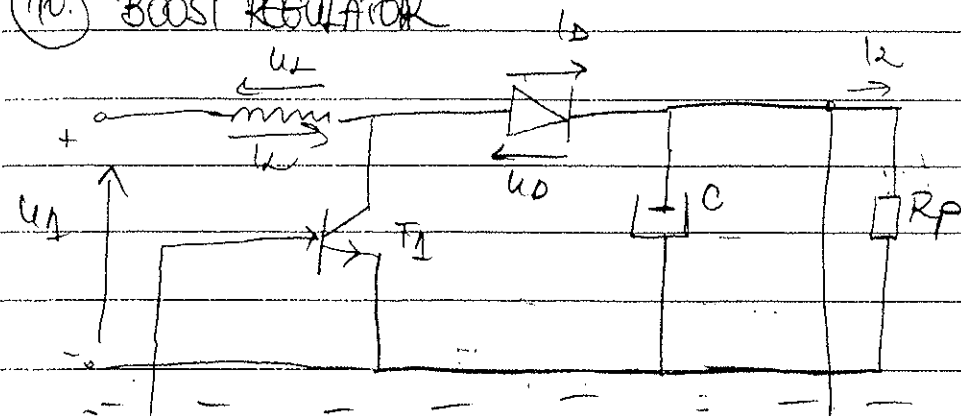 10. BOOST REGULATOR
iD
uL
i2
+
iL
uD
u1
C
Rp
T1
-